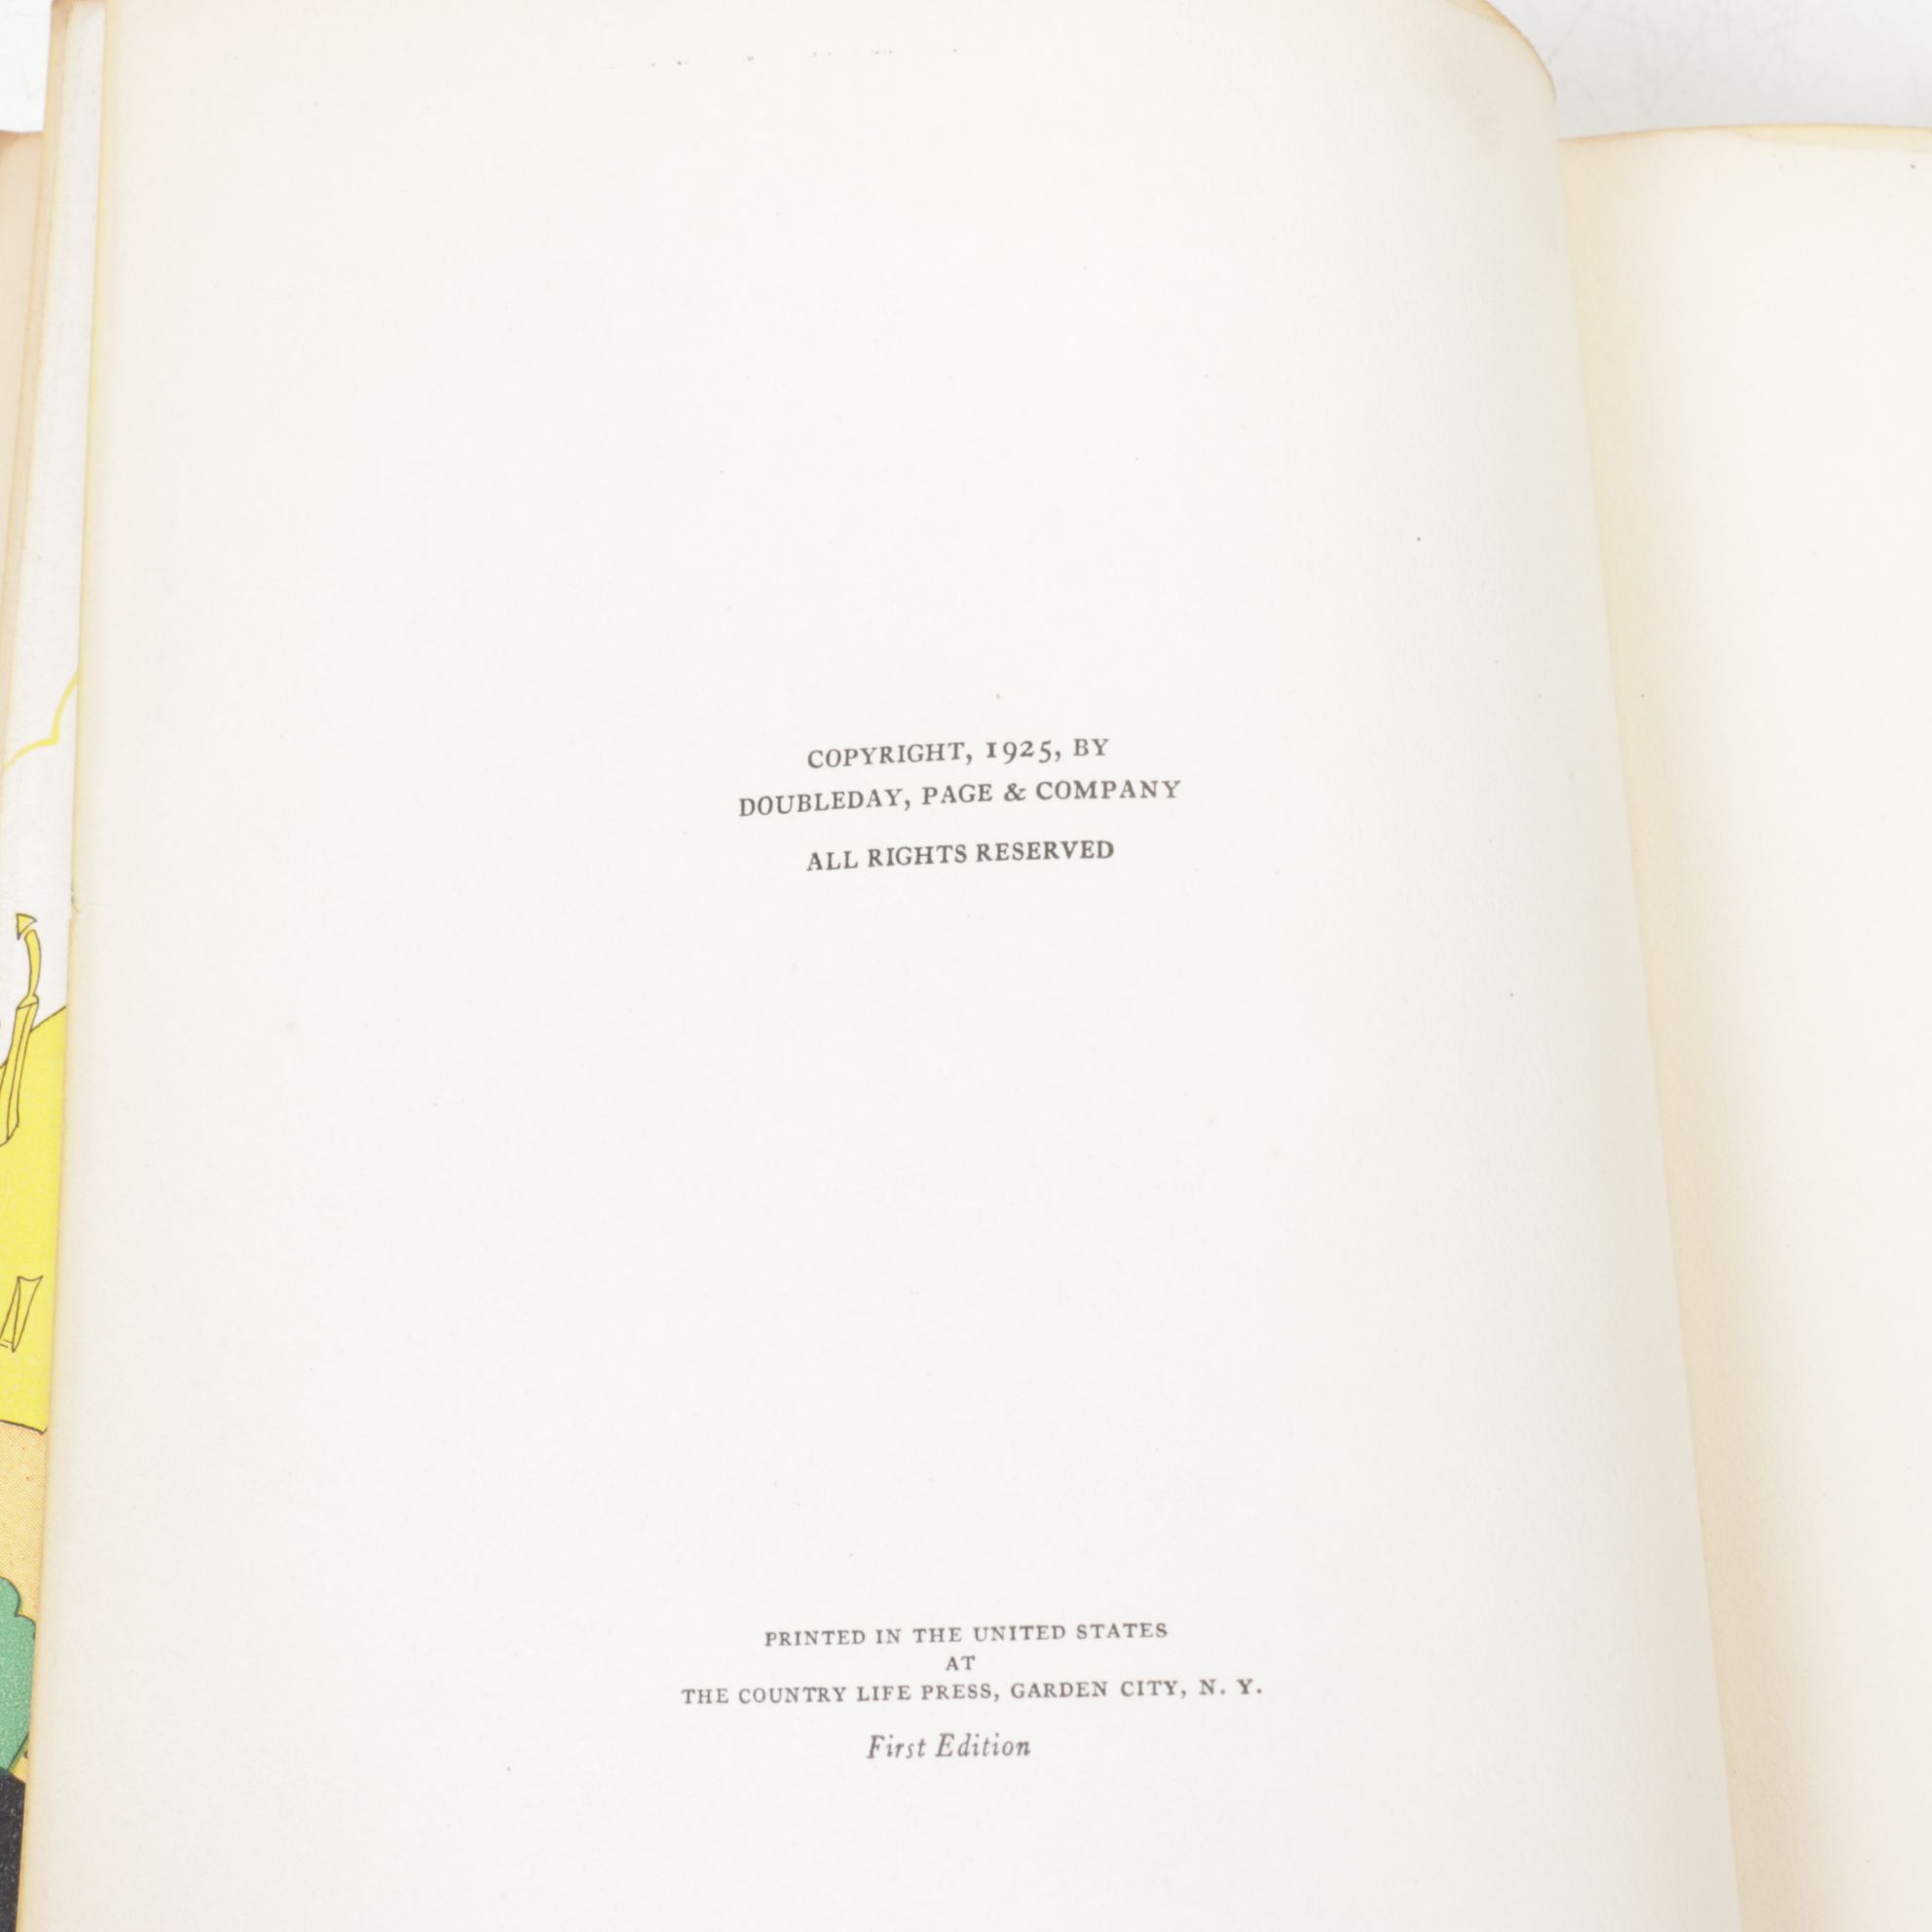 COPYRIGHT, 1925, BY
DOUBLEDAY, PAGE & COMPANY
ALL RIGHTS RESERVED
PRINTED IN THE UNITED STATES
AT
THE COUNTRY LIFE PRESS, GARDEN CITY, N. Y.
First Edition